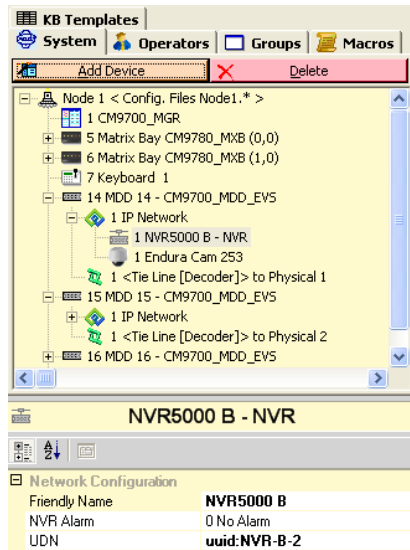 KB Templates
System Operators Groups Macros
Add Device Delete
Node 1 < Config. Files Node1.* >
1 CM9700_MGR
5 Matrix Bay CM9780_MXB (0,0)
6 Matrix Bay CM9780_MXB (1,0)
7 Keyboard 1
14 MDD 14 - CM9700_MDD_EVS
1 IP Network
1 NVR5000 B - NVR
1 Endura Cam 253
1 <Tie Line [Decoder]> to Physical 1
15 MDD 15 - CM9700_MDD_EVS
1 IP Network
1 <Tie Line [Decoder]> to Physical 2
16 MDD 16 - CM9700_MDD_EVS
NVR5000 B - NVR
Network Configuration
Friendly Name NVR5000 B
NVR Alarm 0 No Alarm
UDN uuid:NVR-B-2